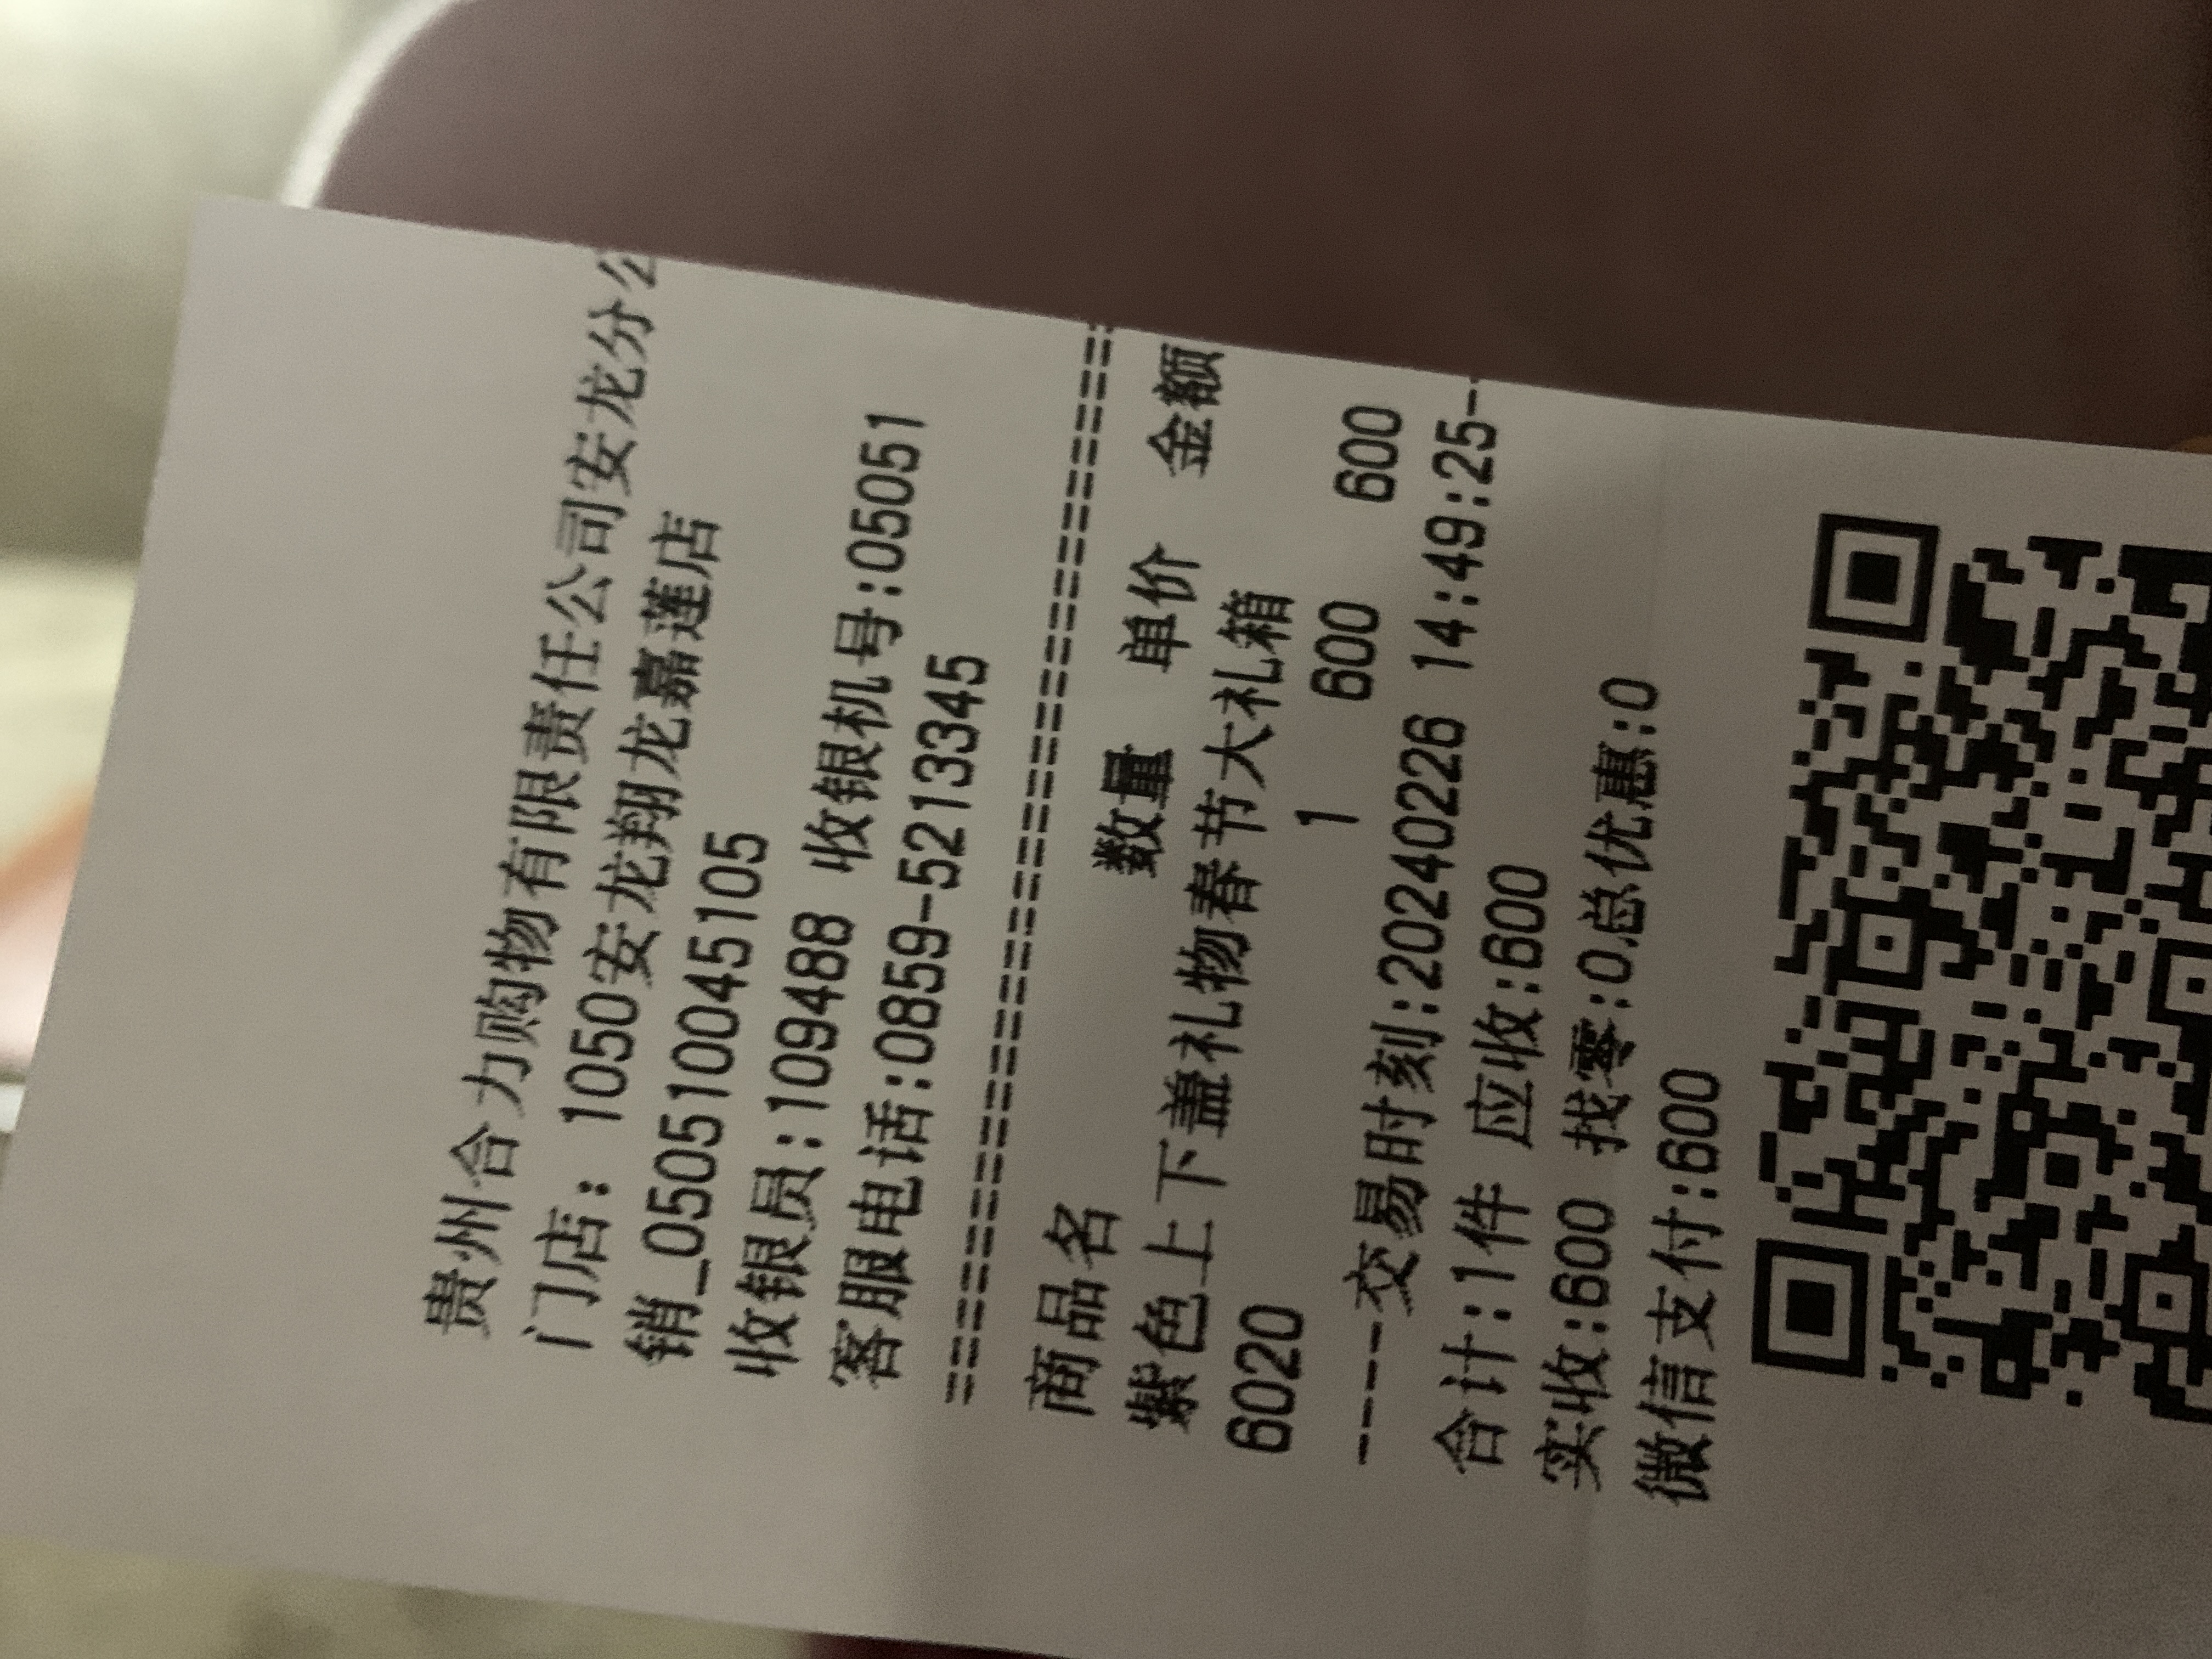 贵州合力购物有限责任公司安龙分公
门店: 1050安龙翔龙嘉莲店
销_0505510045105
收银员:109488 收银机号:05051
客服电话:0859-5213345
================================
商品名 数量 单价 金额
紫色上下盖礼物春节大礼箱
6020 1 600 600
-----交易时刻:20240226 14:49:25--
合计:1件 应收:600
实收:600 找零:0总优惠:0
微信支付:600